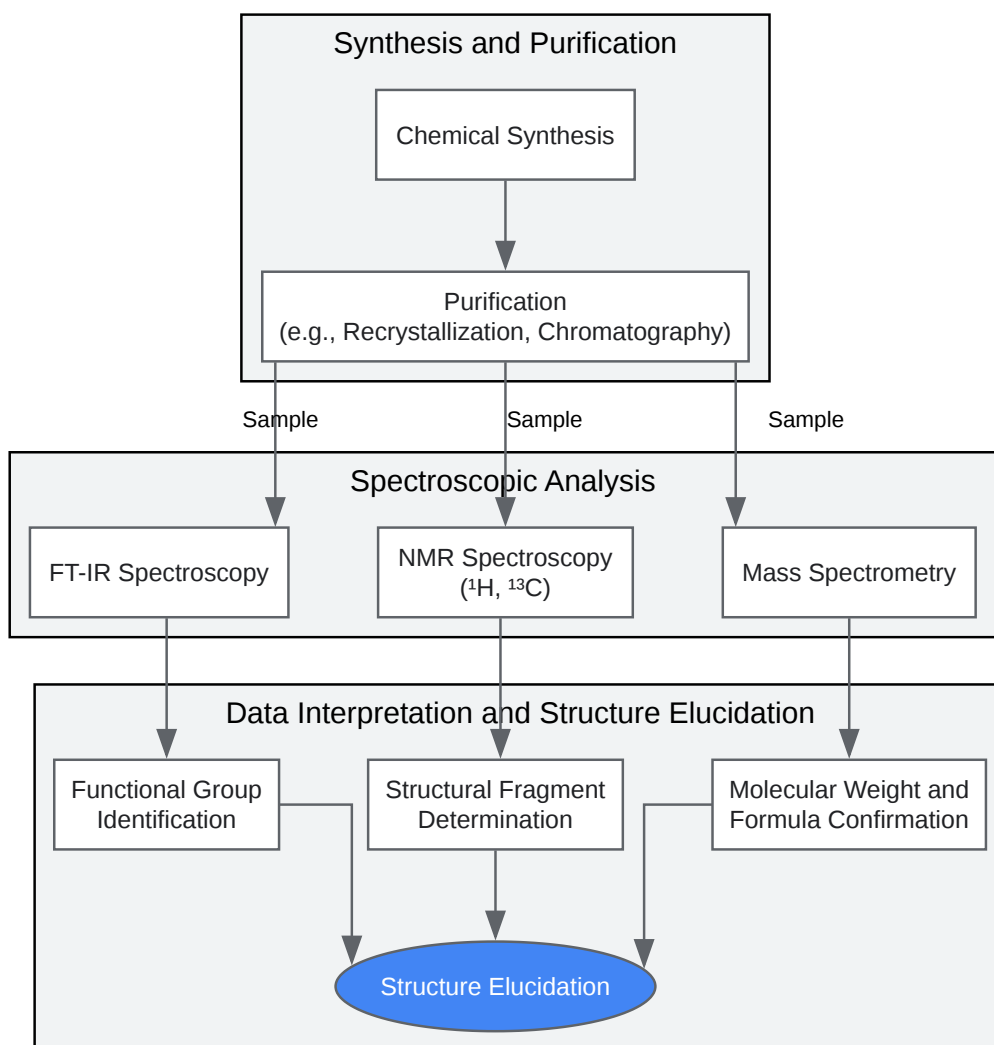 Synthesis and Purification
Chemical Synthesis
Purification
(e.g., Recrystallization, Chromatography)
Sample
Sample
Sample
Spectroscopic Analysis
FT-IR Spectroscopy
NMR Spectroscopy
(¹H, ¹³C)
Mass Spectrometry
Data Interpretation and Structure Elucidation
Functional Group
Identification
Structural Fragment
Determination
Molecular Weight and
Formula Confirmation
Structure Elucidation